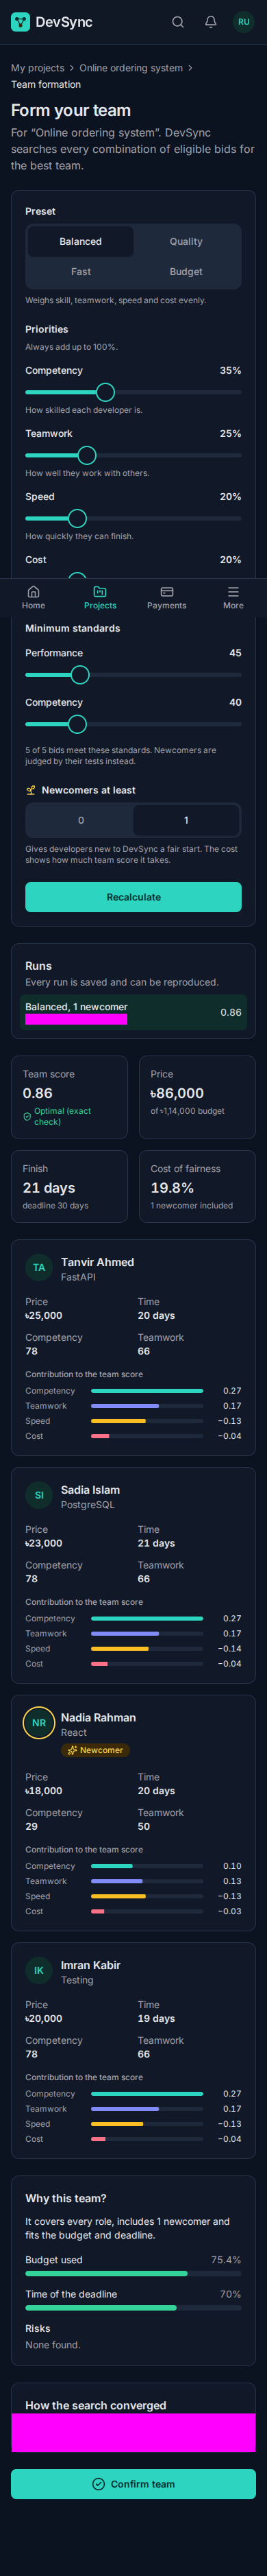 DevSync
RU
My projects > Online ordering system >
Team formation
Form your team
For “Online ordering system”. DevSync
searches every combination of eligible bids for
the best team.
Preset
Balanced
Quality
Fast
Budget
Weighs skill, teamwork, speed and cost evenly.
Priorities
Always add up to 100%.
Competency 35%
How skilled each developer is.
Teamwork 25%
How well they work with others.
Speed 20%
How quickly they can finish.
Cost 20%
Home
Projects
Payments
More
Minimum standards
Performance 45
Competency 40
5 of 5 bids meet these standards. Newcomers are
judged by their tests instead.
Newcomers at least
0
1
Gives developers new to DevSync a fair start. The cost
shows how much team score it takes.
Recalculate
Runs
Every run is saved and can be reproduced.
Balanced, 1 newcomer
0.86
Team score
0.86
Optimal (exact
check)
Price
৳86,000
of ৳1,14,000 budget
Finish
21 days
deadline 30 days
Cost of fairness
19.8%
1 newcomer included
TA
Tanvir Ahmed
FastAPI
Price
৳25,000
Time
20 days
Competency
78
Teamwork
66
Contribution to the team score
Competency 0.27
Teamwork 0.17
Speed −0.13
Cost −0.04
SI
Sadia Islam
PostgreSQL
Price
৳23,000
Time
21 days
Competency
78
Teamwork
66
Contribution to the team score
Competency 0.27
Teamwork 0.17
Speed −0.14
Cost −0.04
NR
Nadia Rahman
React
Newcomer
Price
৳18,000
Time
20 days
Competency
29
Teamwork
50
Contribution to the team score
Competency 0.10
Teamwork 0.13
Speed −0.13
Cost −0.03
IK
Imran Kabir
Testing
Price
৳20,000
Time
19 days
Competency
78
Teamwork
66
Contribution to the team score
Competency 0.27
Teamwork 0.17
Speed −0.13
Cost −0.04
Why this team?
It covers every role, includes 1 newcomer and
fits the budget and deadline.
Budget used 75.4%
Time of the deadline 70%
Risks
None found.
How the search converged
Confirm team